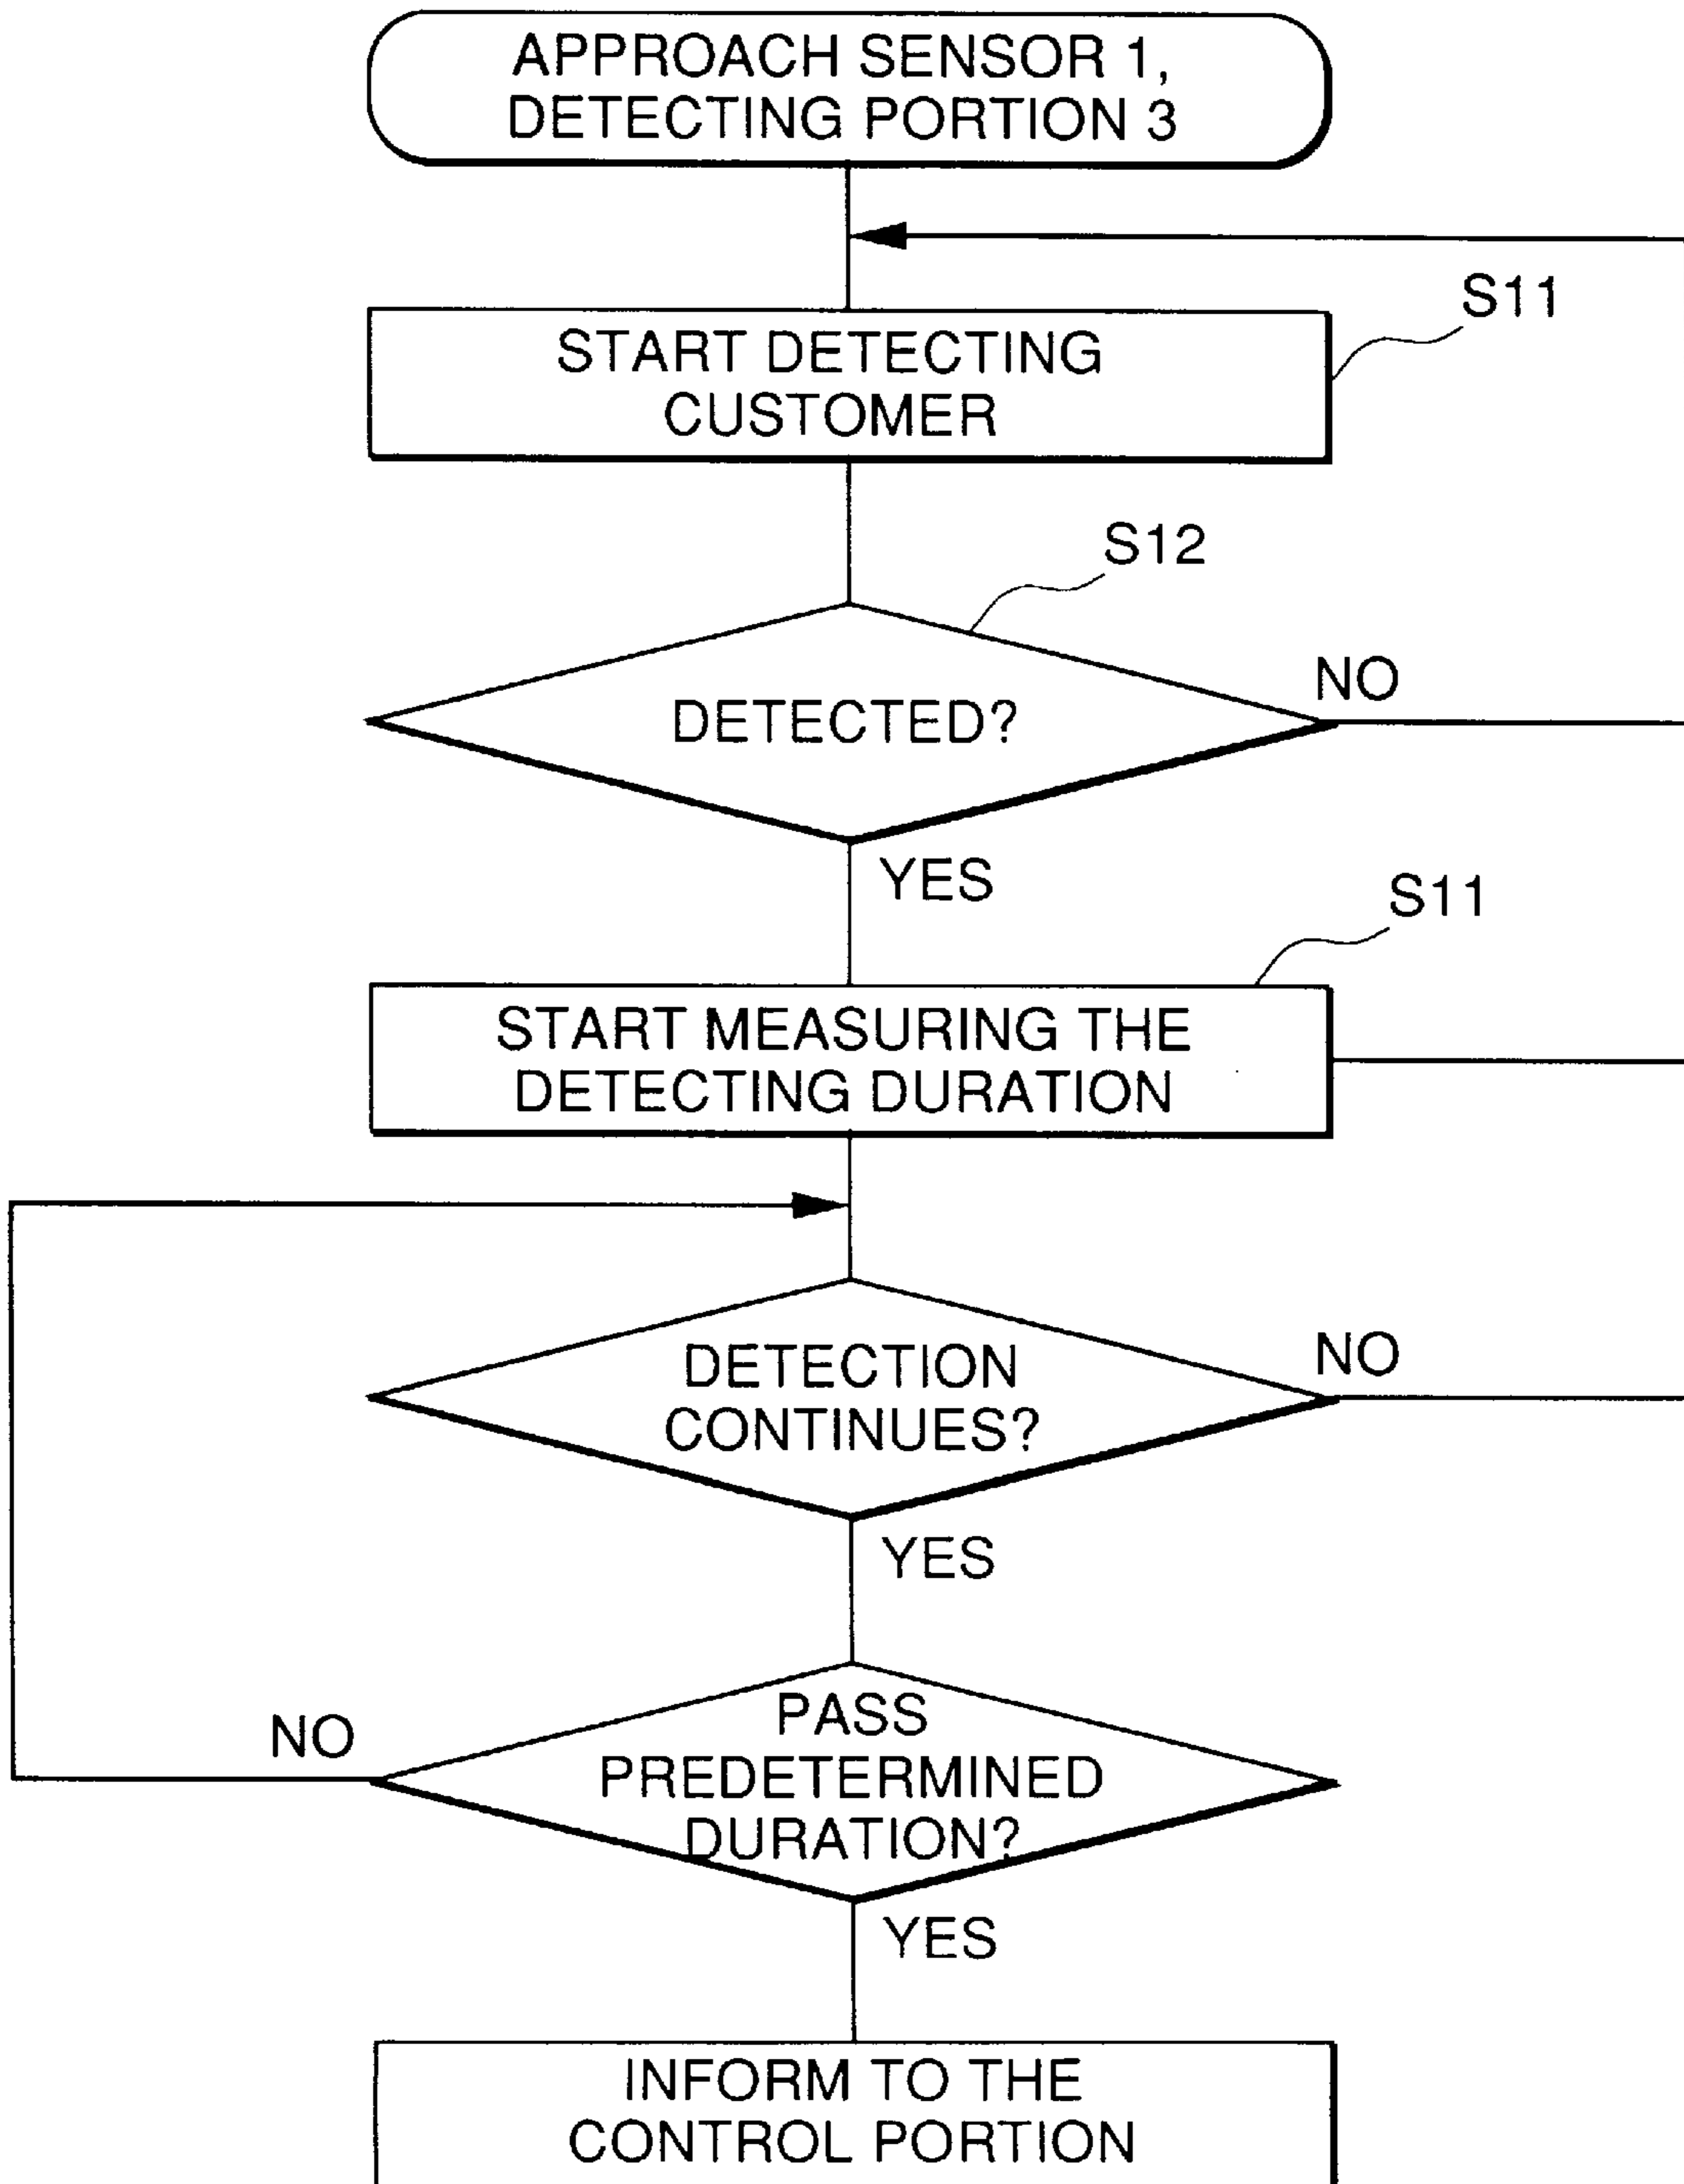 APPROACH SENSOR 1,
DETECTING PORTION 3
S11
START DETECTING
CUSTOMER
S12
DETECTED?
NO
YES
S11
START MEASURING THE
DETECTING DURATION
DETECTION
CONTINUES?
NO
YES
PASS
PREDETERMINED
DURATION?
NO
YES
INFORM TO THE
CONTROL PORTION